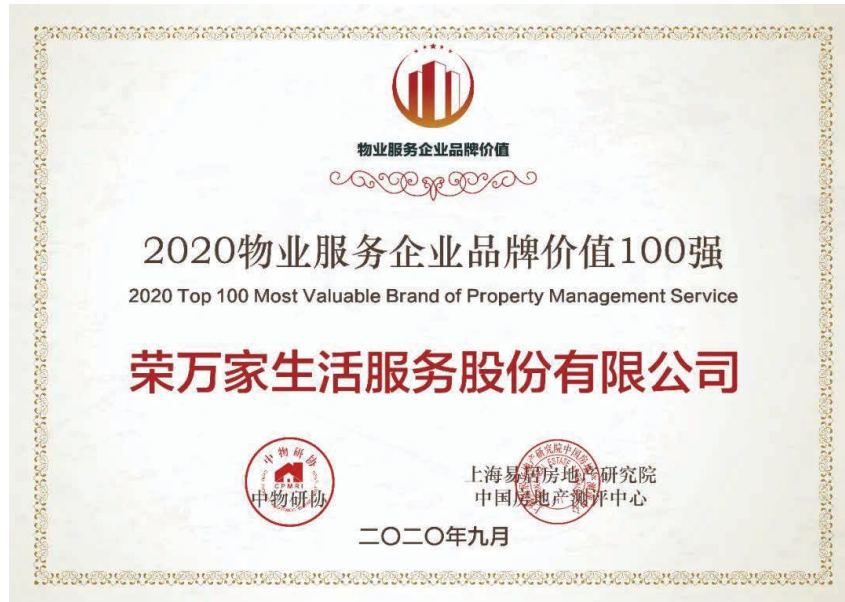 物业服务企业品牌价值
2020物业服务企业品牌价值100强
2020 Top 100 Most Valuable Brand of Property Management Service
荣万家生活服务股份有限公司
中物研协
CPMRI
中物研协
上海易居房地产研究院
中国房地产测评中心
二〇二〇年九月